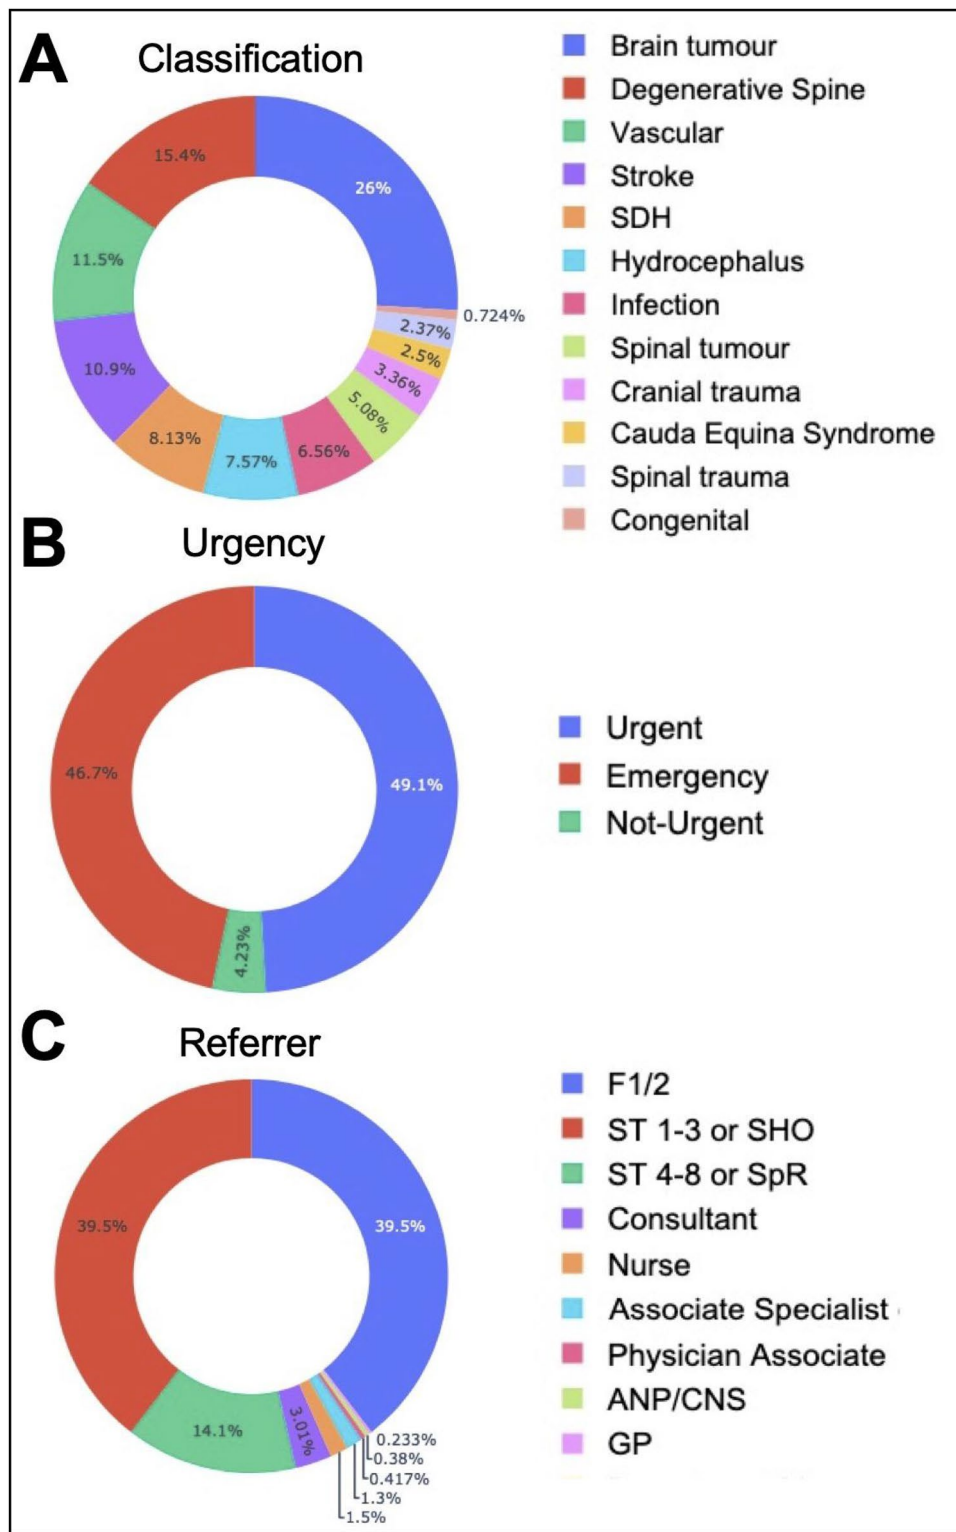 A
Classification
Brain tumour
Degenerative Spine
Vascular
Stroke
SDH
Hydrocephalus
Infection
Spinal tumour
Cranial trauma
Cauda Equina Syndrome
Spinal trauma
Congenital
26%
15.4%
11.5%
10.9%
8.13%
7.57%
6.56%
5.08%
3.36%
2.5%
2.37%
0.724%
B
Urgency
Urgent
Emergency
Not-Urgent
46.7%
49.1%
4.23%
C
Referrer
F1/2
ST 1-3 or SHO
ST 4-8 or SpR
Consultant
Nurse
Associate Specialist
Physician Associate
ANP/CNS
GP
39.5%
39.5%
14.1%
3.01%
0.233%
0.38%
0.417%
1.3%
1.5%